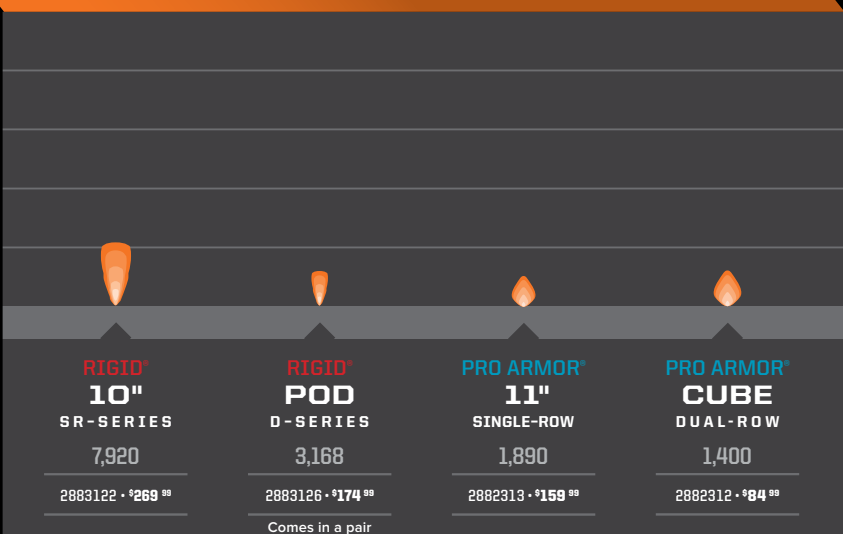 RIGID®
10"
SR-SERIES
7,920
2883122 • $269 99
RIGID®
POD
D-SERIES
3,168
2883126 • $174 99
Comes in a pair
PRO ARMOR®
11"
SINGLE-ROW
1,890
2882313 • $159 99
PRO ARMOR®
CUBE
DUAL-ROW
1,400
2882312 • $84 99